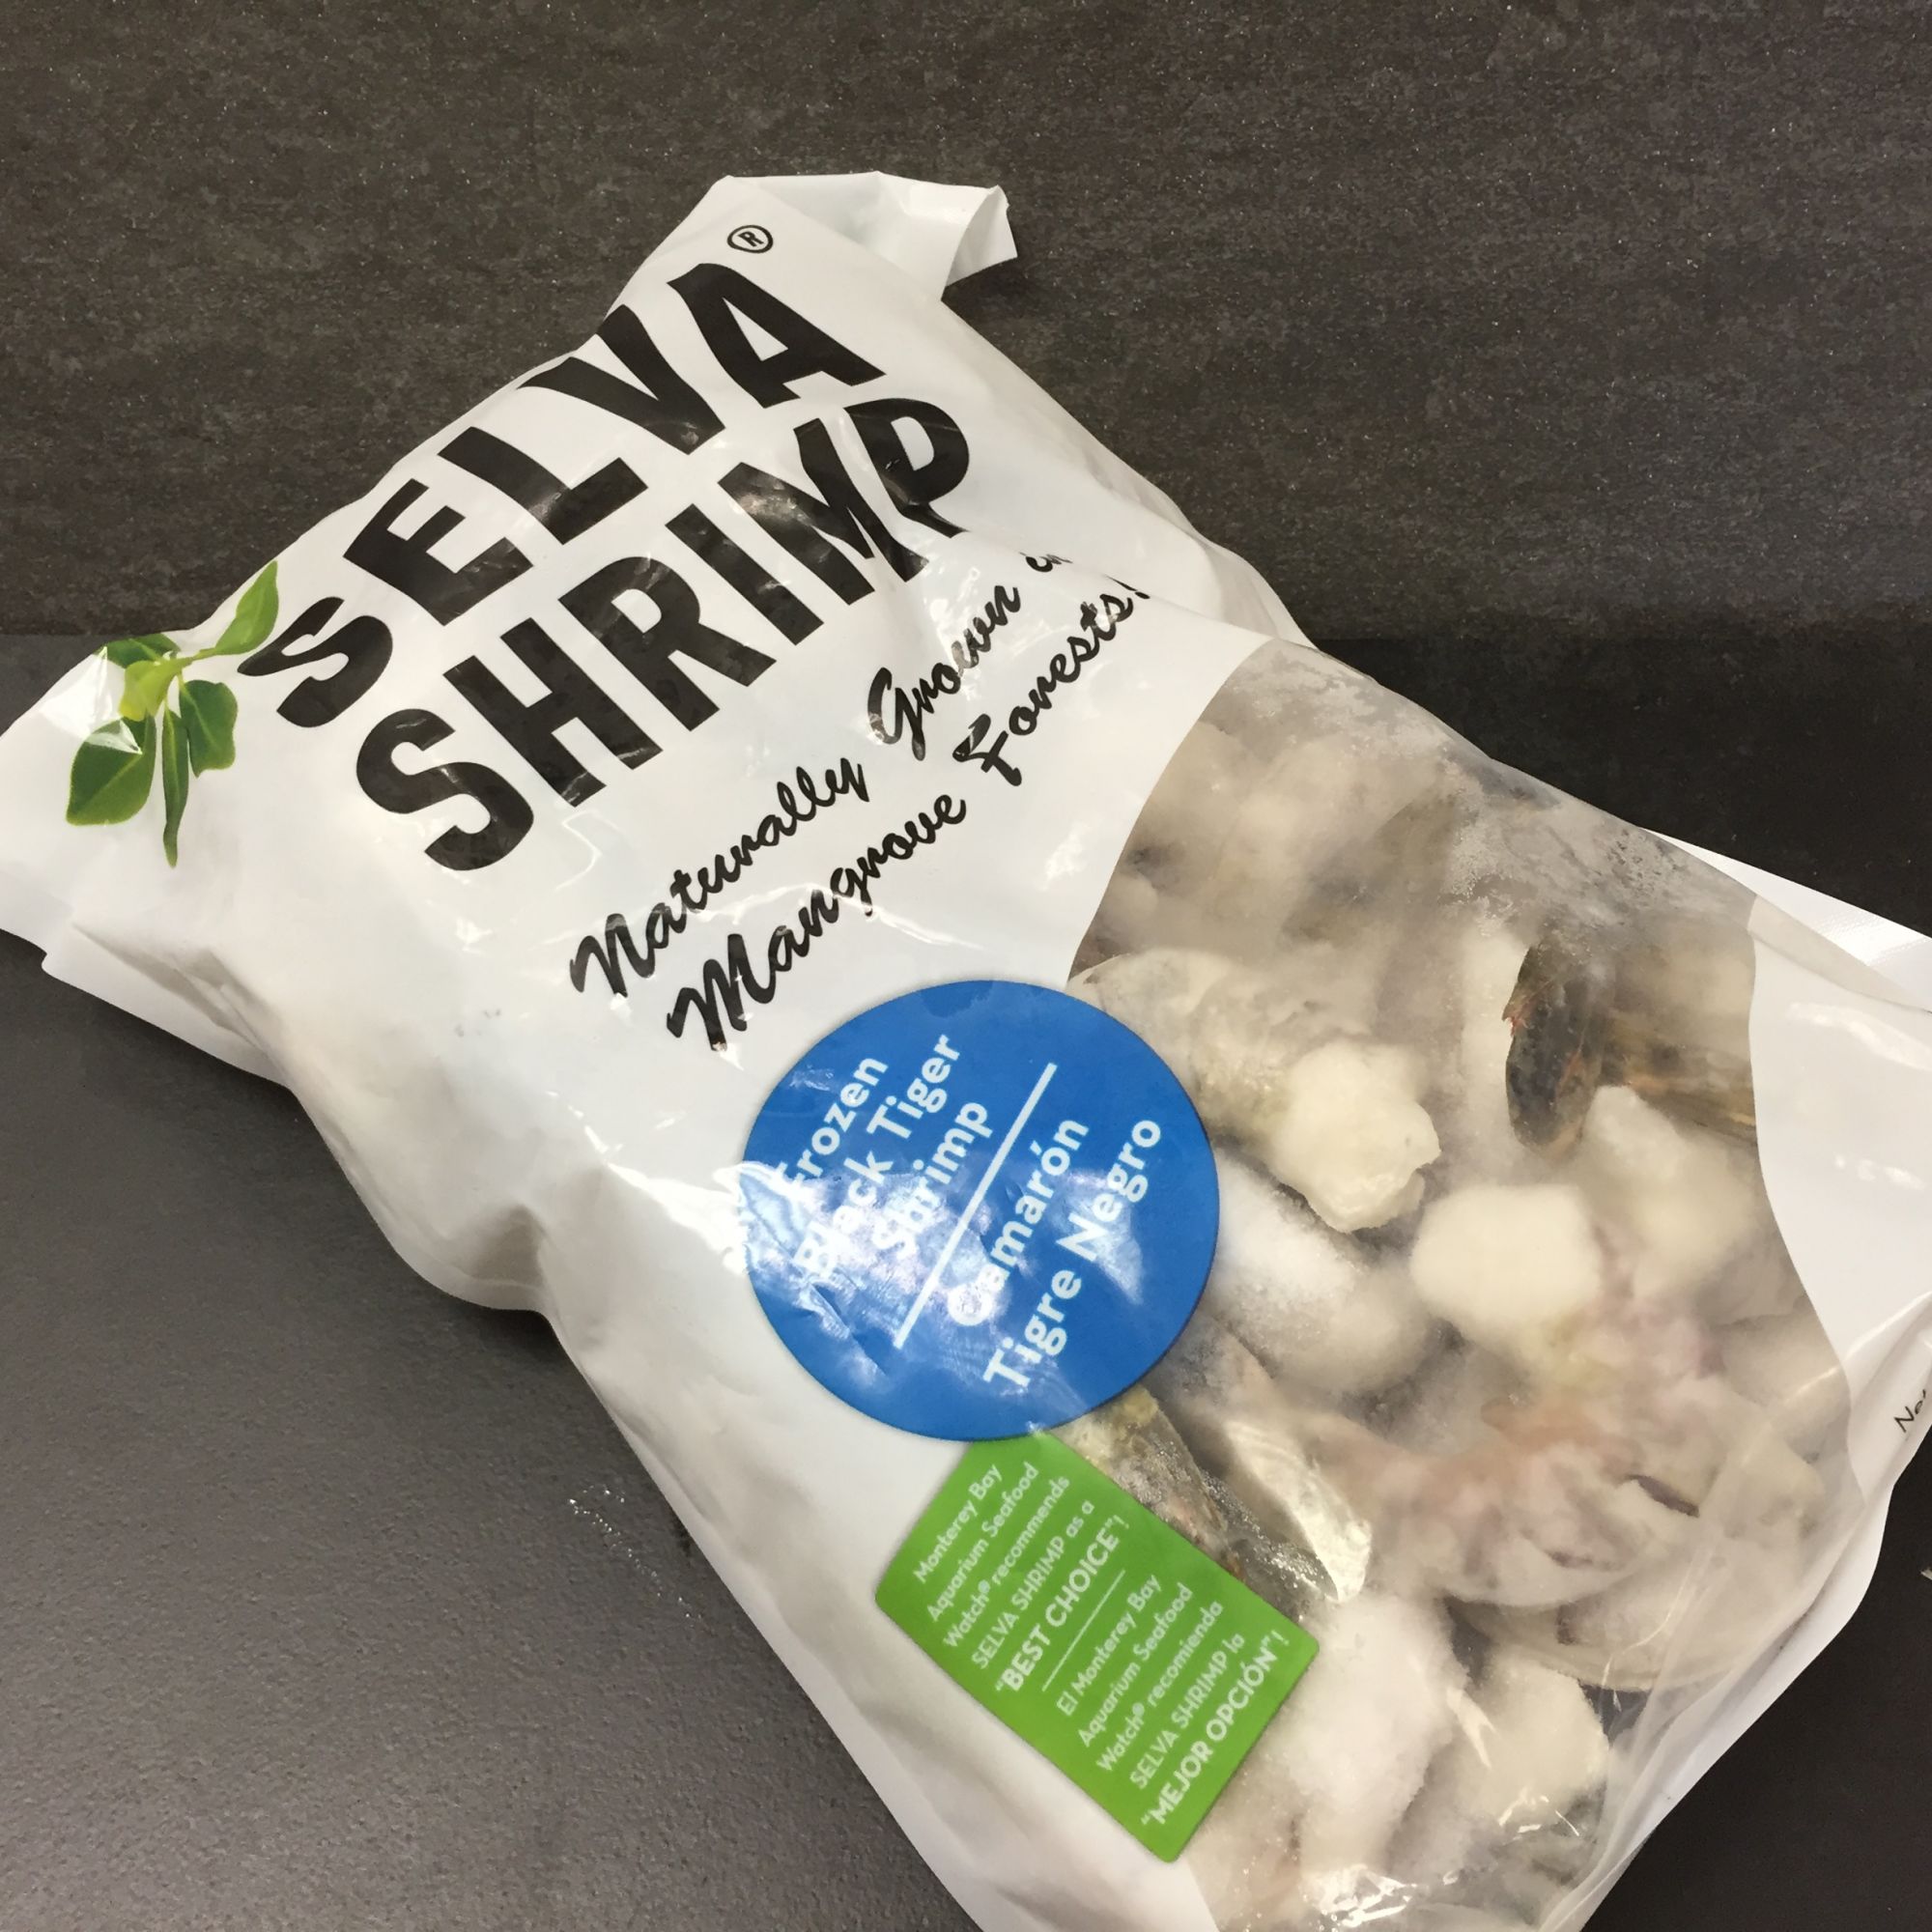 SELVA®
SHRIMP
Naturally Grown in
Mangrove Forests!
Frozen
Black Tiger
Shrimp
Camarón
Tigre Negro
Monterey Bay
Aquarium Seafood
Watch® recommends
SELVA SHRIMP as a
"BEST CHOICE"!
El Monterey Bay
Aquarium Seafood
Watch® recomienda
SELVA SHRIMP la
"MEJOR OPCIÓN"!